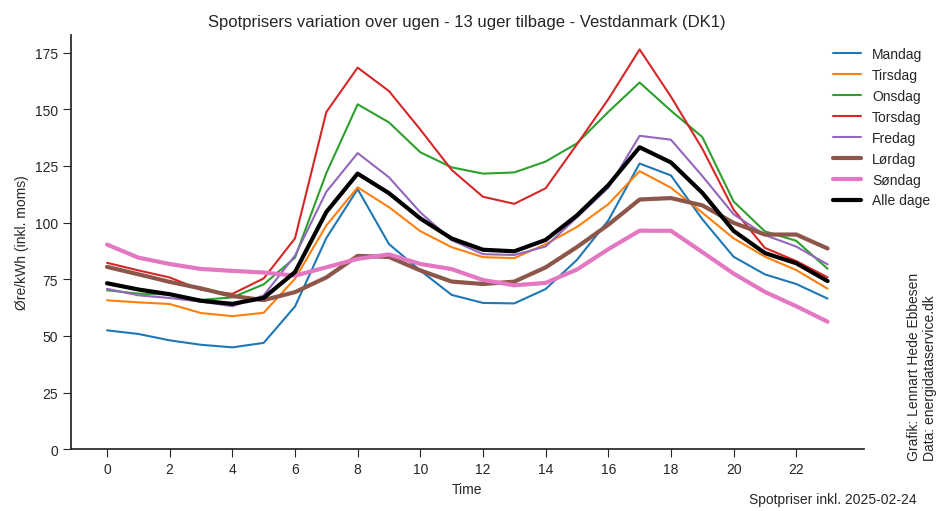 Spotprisers variation over ugen - 13 uger tilbage - Vestdanmark (DK1)
Øre/kWh (inkl. moms)
175
150
125
100
75
50
25
0
0 2 4 6 8 10 12 14 16 18 20 22
Time
Mandag
Tirsdag
Onsdag
Torsdag
Fredag
Lørdag
Søndag
Alle dage
Grafik: Lennart Hede Ebbesen
Data: energidataservice.dk
Spotpriser inkl. 2025-02-24